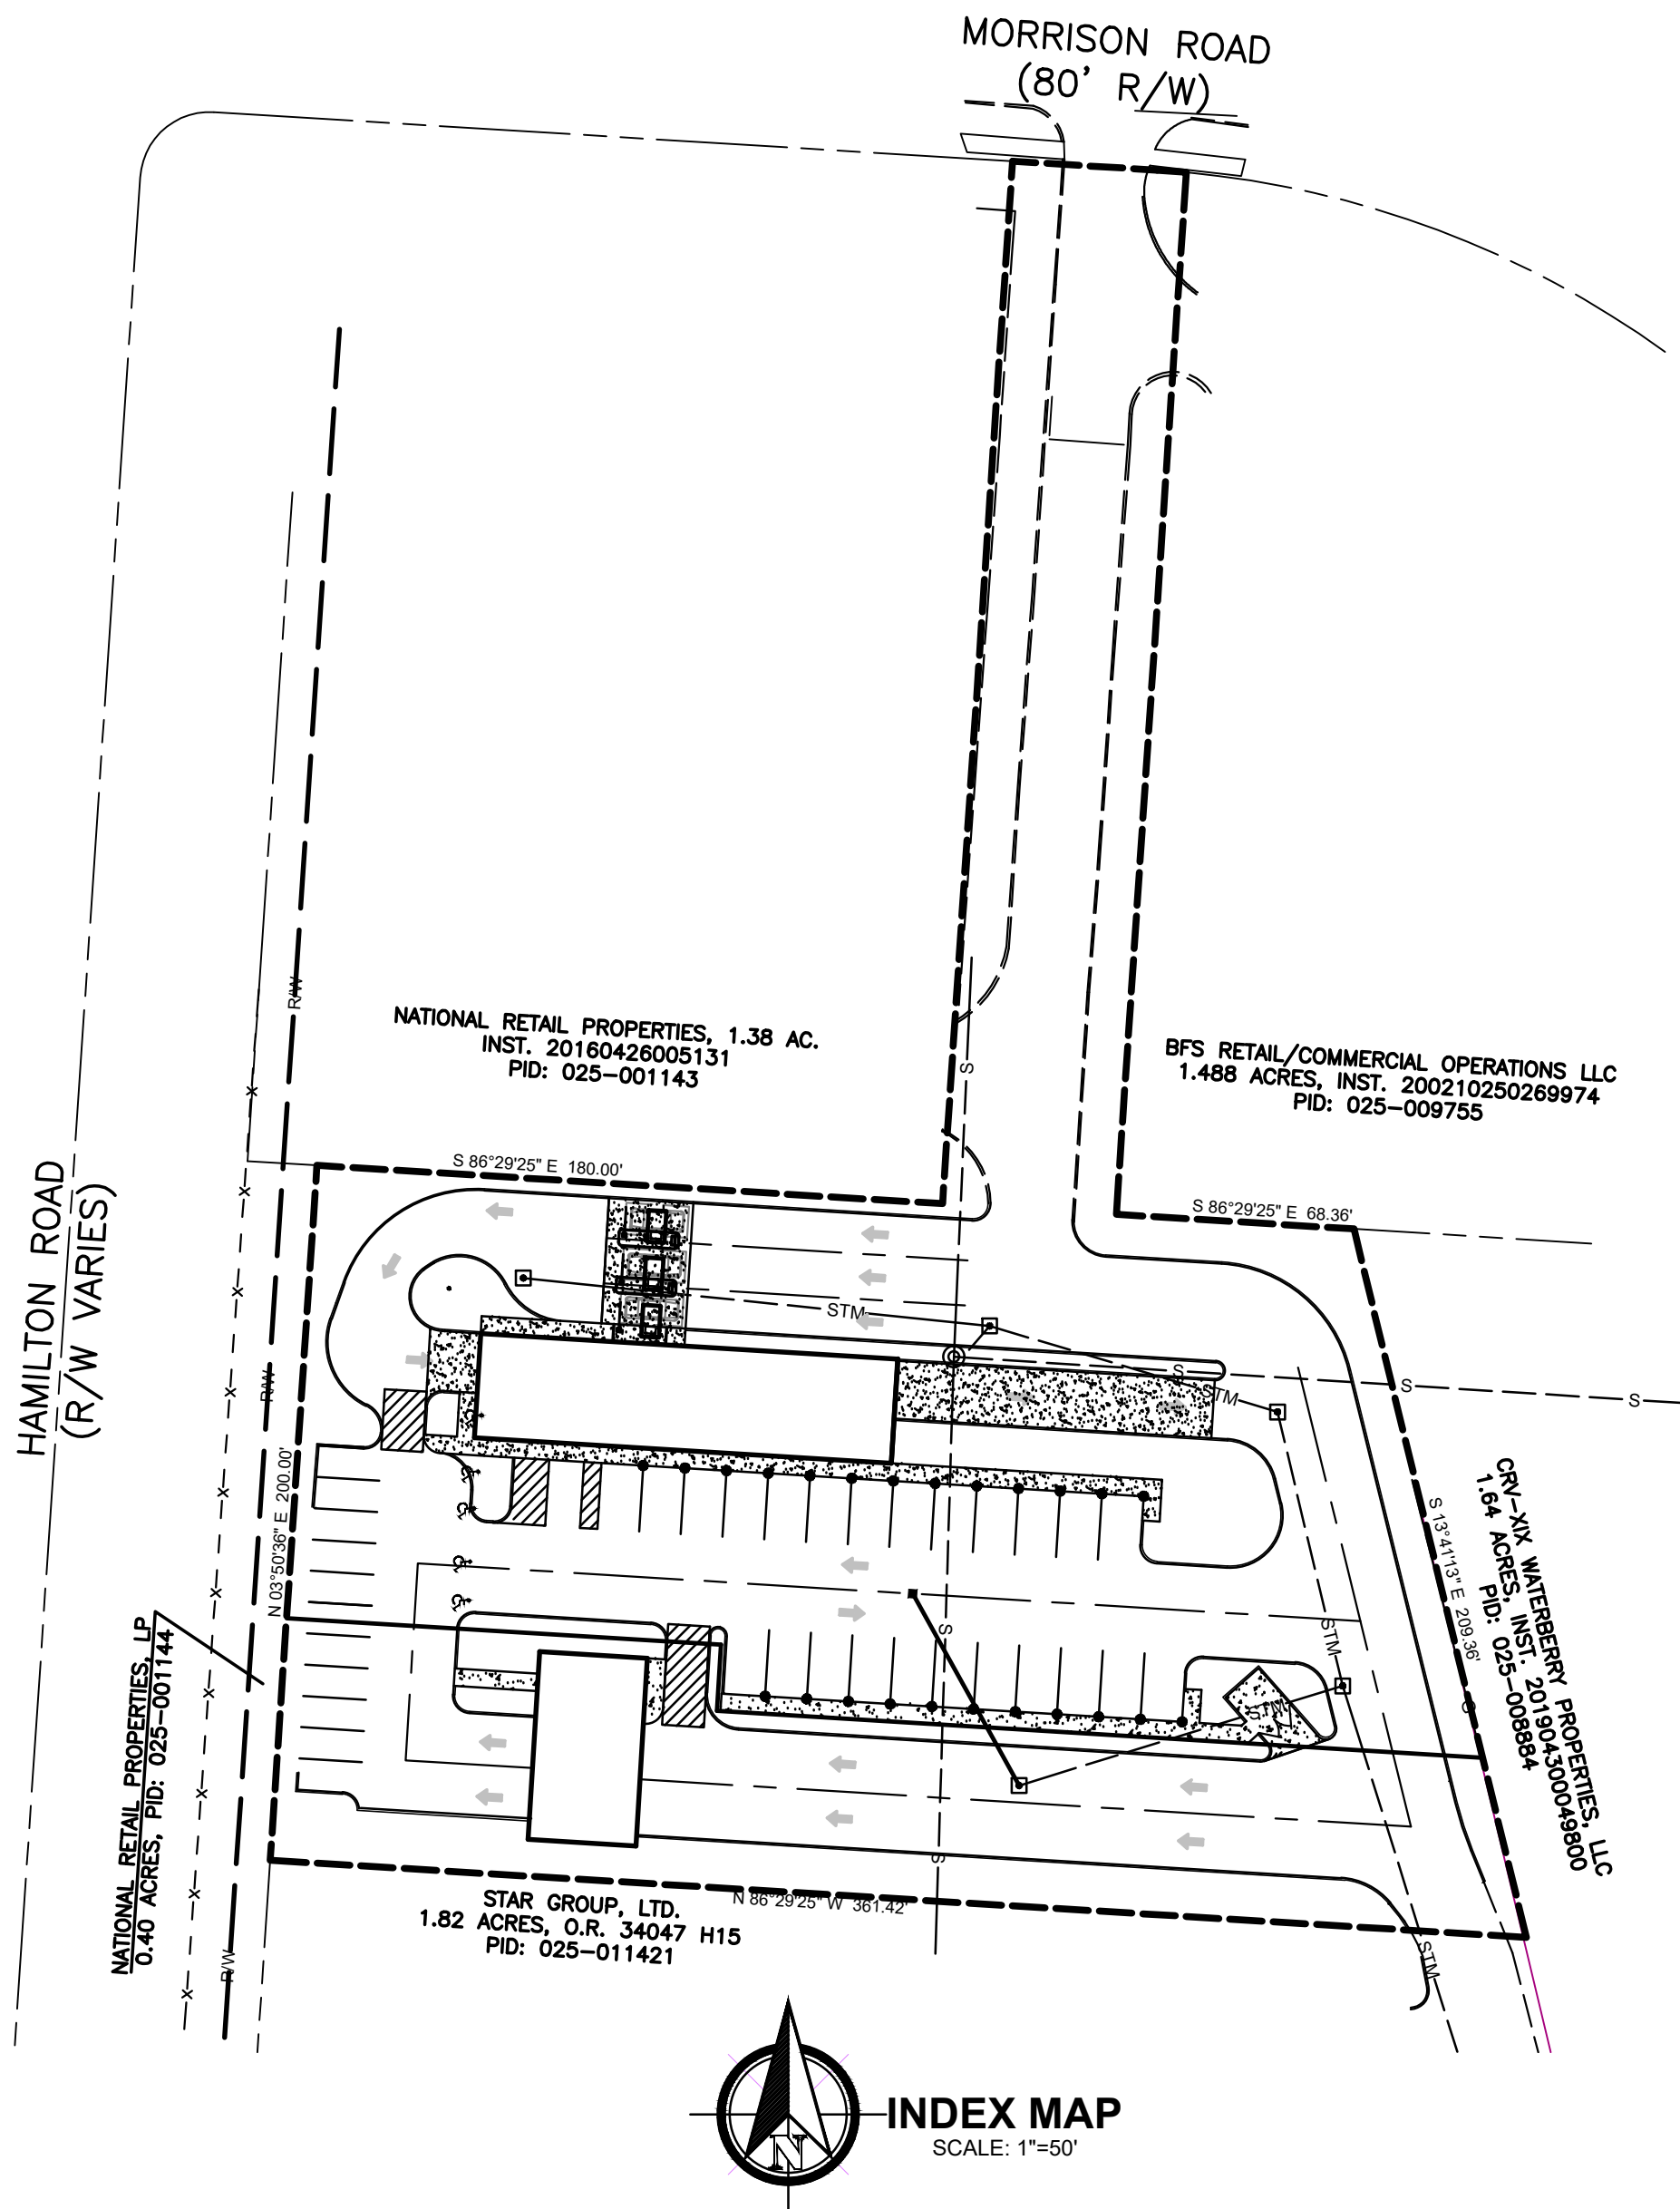 MORRISON ROAD
(80' R/W)
R/W
NATIONAL RETAIL PROPERTIES, 1.38 AC.
INST. 20160426005131
PID: 025-001143
BFS RETAIL/COMMERCIAL OPERATIONS LLC
1.488 ACRES, INST. 200210250269974
PID: 025-009755
S
X
S 86°29'25" E 180.00'
S 86°29'25" E 68.36'
HAMILTON ROAD
(R/W VARIES)
X
X
STM
R/W
X
S
STM
S
S
X
N 03°50'36" E 200.00'
S 13°41'13" E 209.36'
CRV-XIX WATERBERRY PROPERTIES, LLC
1.64 ACRES, INST. 201904300049800
PID: 025-008884
X
S
STM
NATIONAL RETAIL PROPERTIES, LP
0.40 ACRES, PID: 025-001144
X
STM
S
X
S
X
N 86°29'25" W 361.42'
STAR GROUP, LTD.
1.82 ACRES, O.R. 34047 H15
PID: 025-011421
R/W
STM
X
N
INDEX MAP
SCALE: 1"=50'